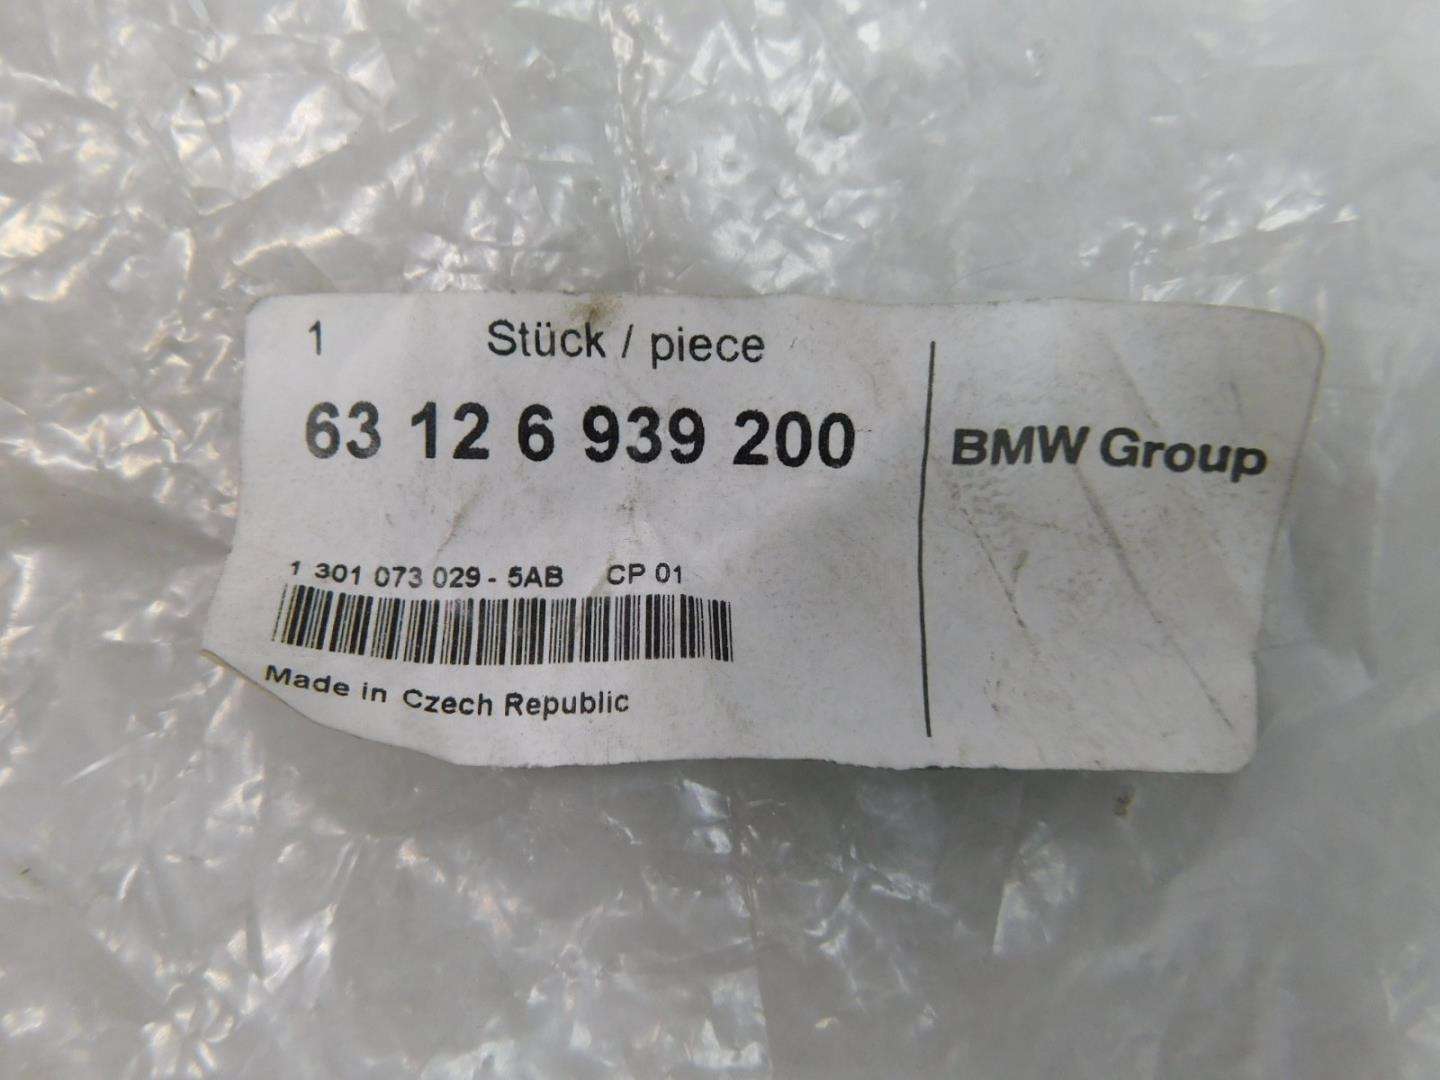 1 Stück / piece
63 12 6 939 200
BMW Group
1 301 073 029 - 5AB CP 01
Made in Czech Republic